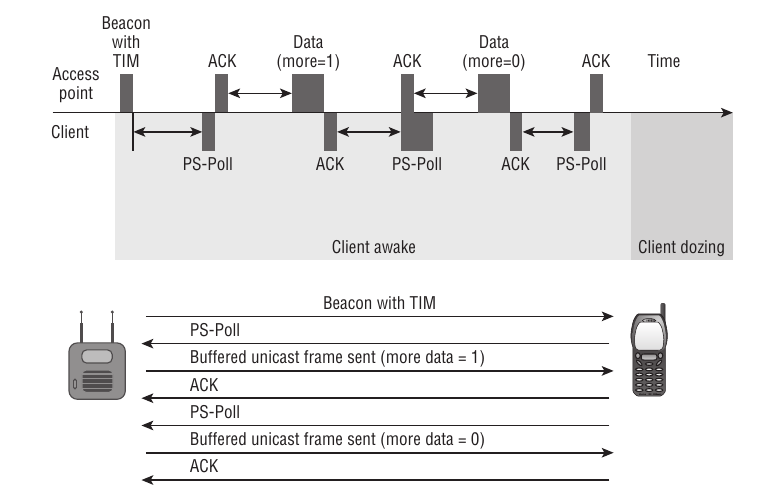 Beacon
with
TIM
ACK
Data
(more=1)
ACK
Data
(more=0)
ACK
Time
Access
point
Client
PS-Poll
ACK
PS-Poll
ACK
PS-Poll
Client awake
Client dozing
Beacon with TIM
PS-Poll
Buffered unicast frame sent (more data = 1)
ACK
PS-Poll
Buffered unicast frame sent (more data = 0)
ACK